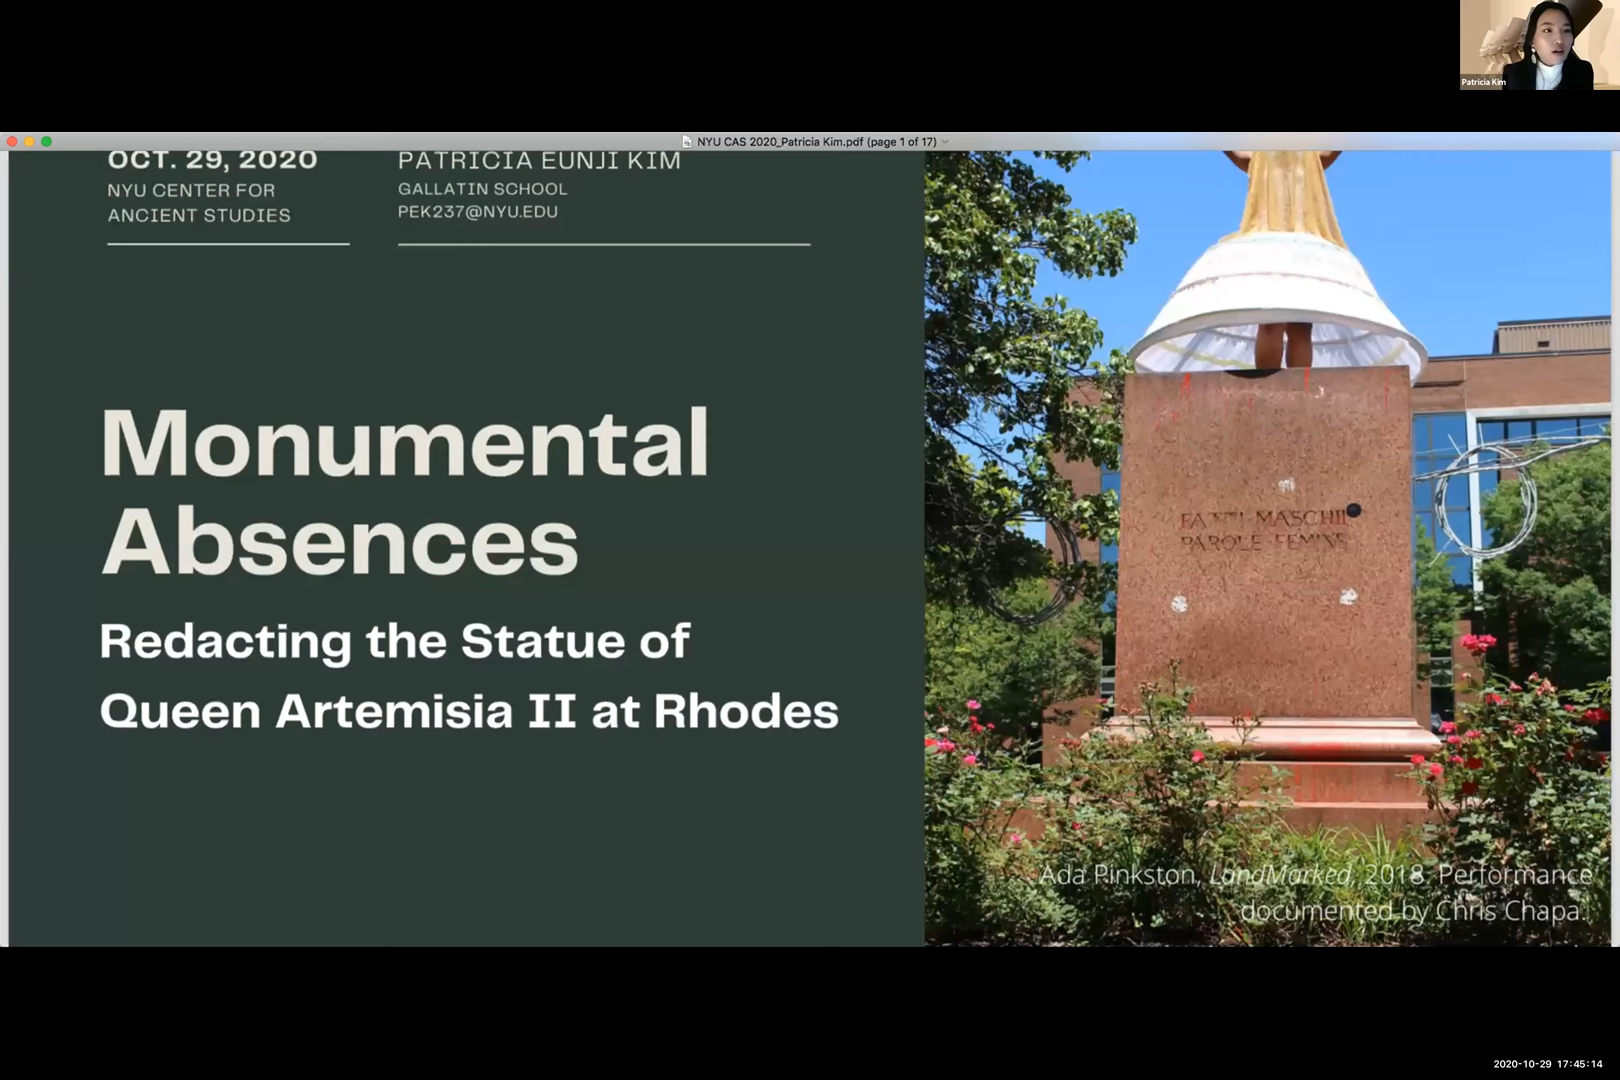 Patricia Kim
NYU CAS 2020_Patricia Kim.pdf (page 1 of 17)
OCT. 29, 2020
NYU CENTER FOR
ANCIENT STUDIES
PATRICIA EUNJI KIM
GALLATIN SCHOOL
PEK237@NYU.EDU
Monumental
Absences
Redacting the Statue of
Queen Artemisia II at Rhodes
FATTI MASCHII
PAROLE FEMINE
Ada Pinkston, LandMarked, 2018. Performance
documented by Chris Chapa.
2020-10-29 17:45:14